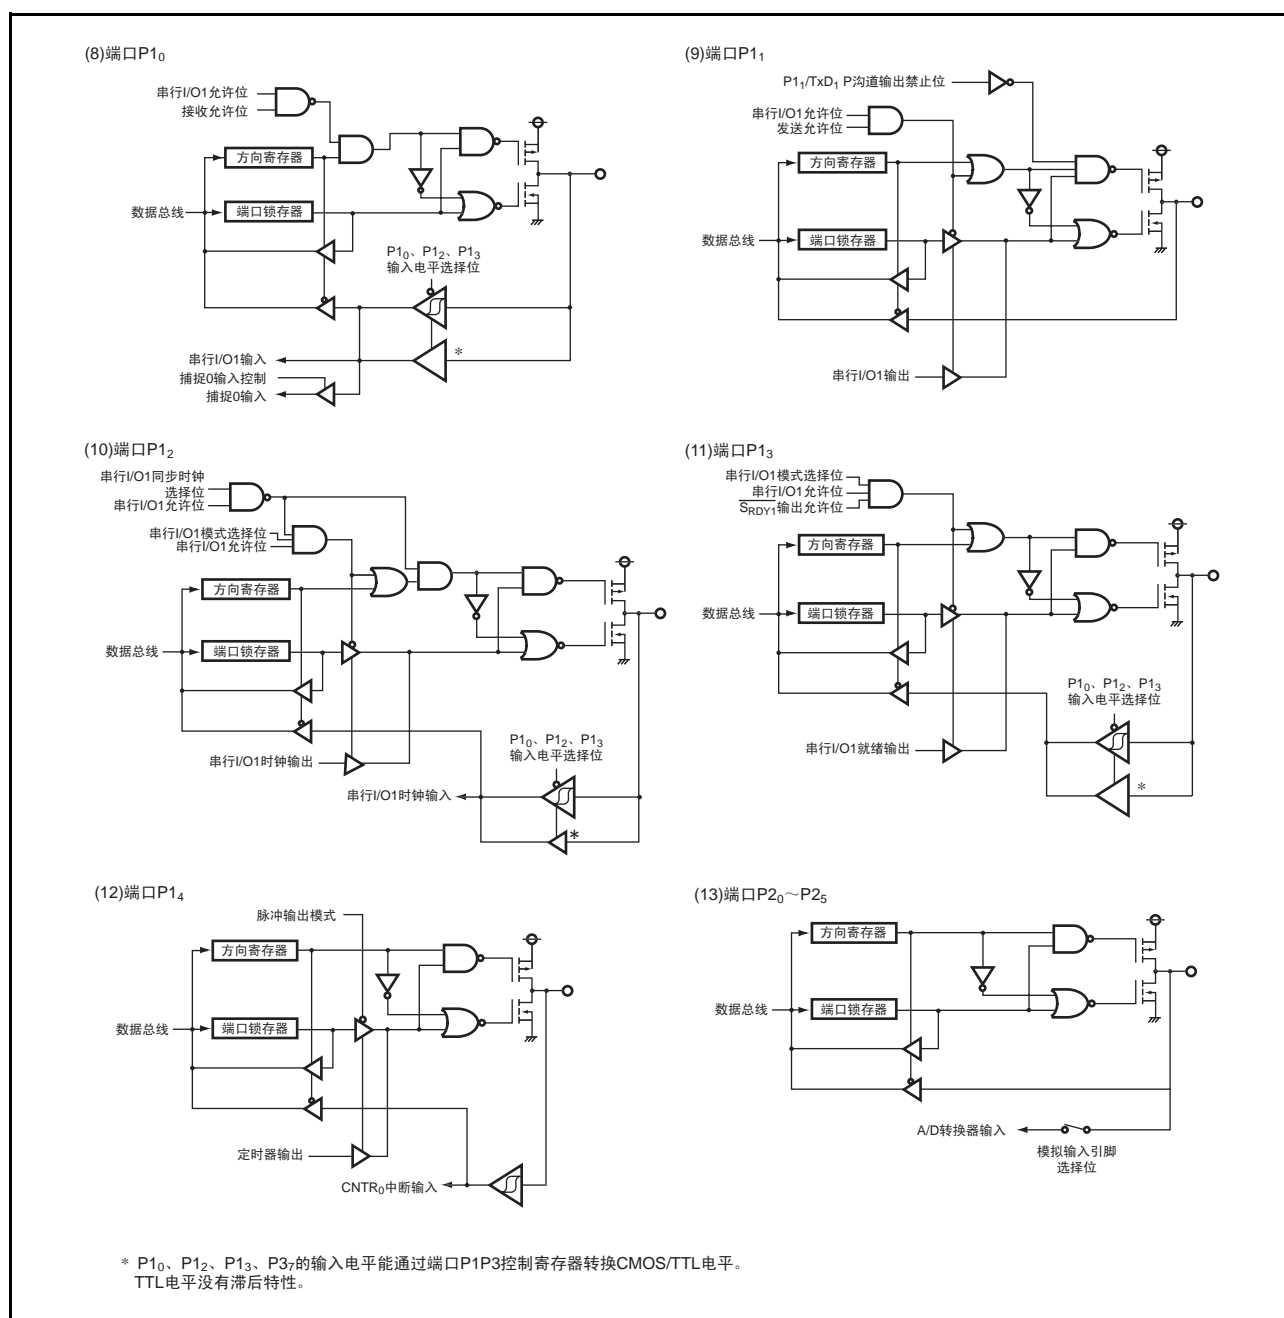 (8)端口P1₀
串行I/O1允许位
接收允许位
方向寄存器
数据总线
端口锁存器
P1₀、P1₂、P1₃
输入电平选择位
*
串行I/O1输入
捕捉0输入控制
捕捉0输入
(9)端口P1₁
P1₁/TxD₁ P沟道输出禁止位
串行I/O1允许位
发送允许位
方向寄存器
数据总线
端口锁存器
串行I/O1输出
(10)端口P1₂
串行I/O1同步时钟
选择位
串行I/O1允许位
串行I/O1模式选择位
串行I/O1允许位
方向寄存器
数据总线
端口锁存器
串行I/O1时钟输出
P1₀、P1₂、P1₃
输入电平选择位
串行I/O1时钟输入
*
(11)端口P1₃
串行I/O1模式选择位
串行I/O1允许位
S̅R̅D̅Y̅1̅输出允许位
方向寄存器
数据总线
端口锁存器
P1₀、P1₂、P1₃
输入电平选择位
串行I/O1就绪输出
*
(12)端口P1₄
脉冲输出模式
方向寄存器
数据总线
端口锁存器
定时器输出
CNTR₀中断输入
(13)端口P2₀～P2₅
方向寄存器
数据总线
端口锁存器
A/D转换器输入
模拟输入引脚
选择位
* P1₀、P1₂、P1₃、P3₇的输入电平能通过端口P1P3控制寄存器转换CMOS/TTL电平。
TTL电平没有滞后特性。